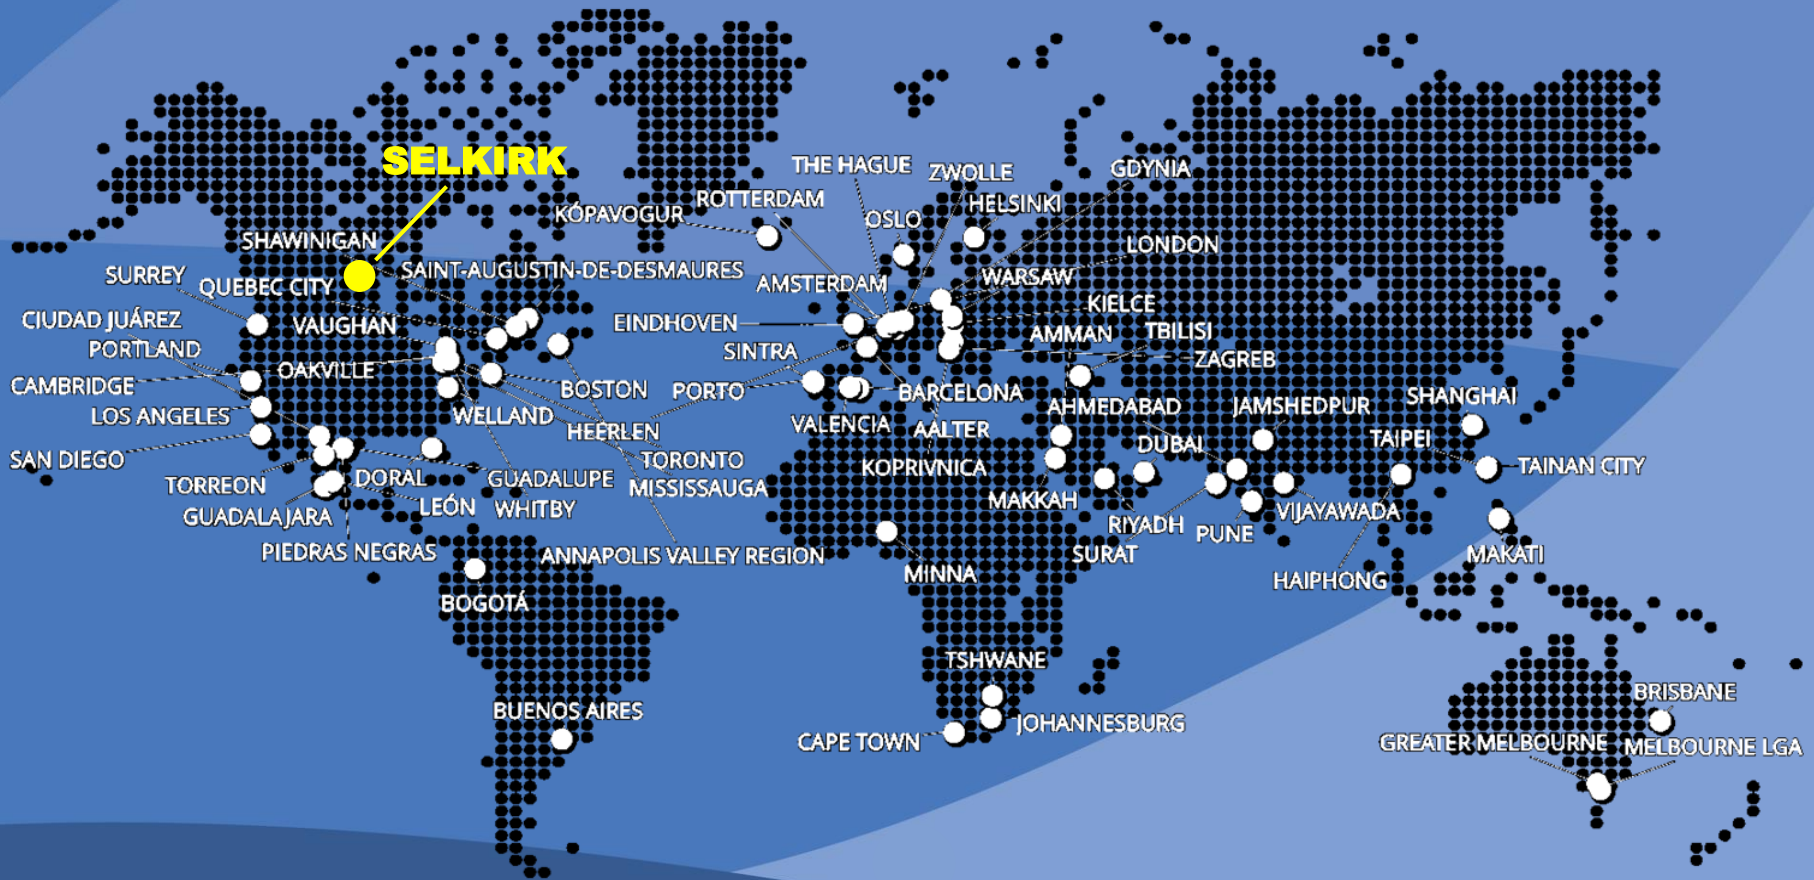 SELKIRK
THE HAGUE
ZWOLLE
GDYNIA
ROTTERDAM
HELSINKI
KÓPAVOGUR
OSLO
SHAWINIGAN
LONDON
SURREY
QUEBEC CITY
SAINT-AUGUSTIN-DE-DESMAURES
AMSTERDAM
WARSAW
KIELCE
CIUDAD JUÁREZ
VAUGHAN
EINDHOVEN
AMMAN
TBILISI
PORTLAND
SINTRA
ZAGREB
OAKVILLE
CAMBRIDGE
BOSTON
PORTO
BARCELONA
SHANGHAI
LOS ANGELES
WELLAND
VALENCIA
AHMEDABAD
JAMSHEDPUR
HEERLEN
AALTER
TAIPEI
DUBAI
SAN DIEGO
TORONTO
KOPRIVNICA
TAINAN CITY
TORREON
DORAL
GUADALUPE
MISSISSAUGA
MAKKAH
GUADALAJARA
LEÓN
WHITBY
VIJAYAWADA
RIYADH
PUNE
PIEDRAS NEGRAS
ANNAPOLIS VALLEY REGION
SURAT
MAKATI
MINNA
HAIPHONG
BOGOTÁ
TSHWANE
BRISBANE
BUENOS AIRES
JOHANNESBURG
CAPE TOWN
GREATER MELBOURNE
MELBOURNE LGA